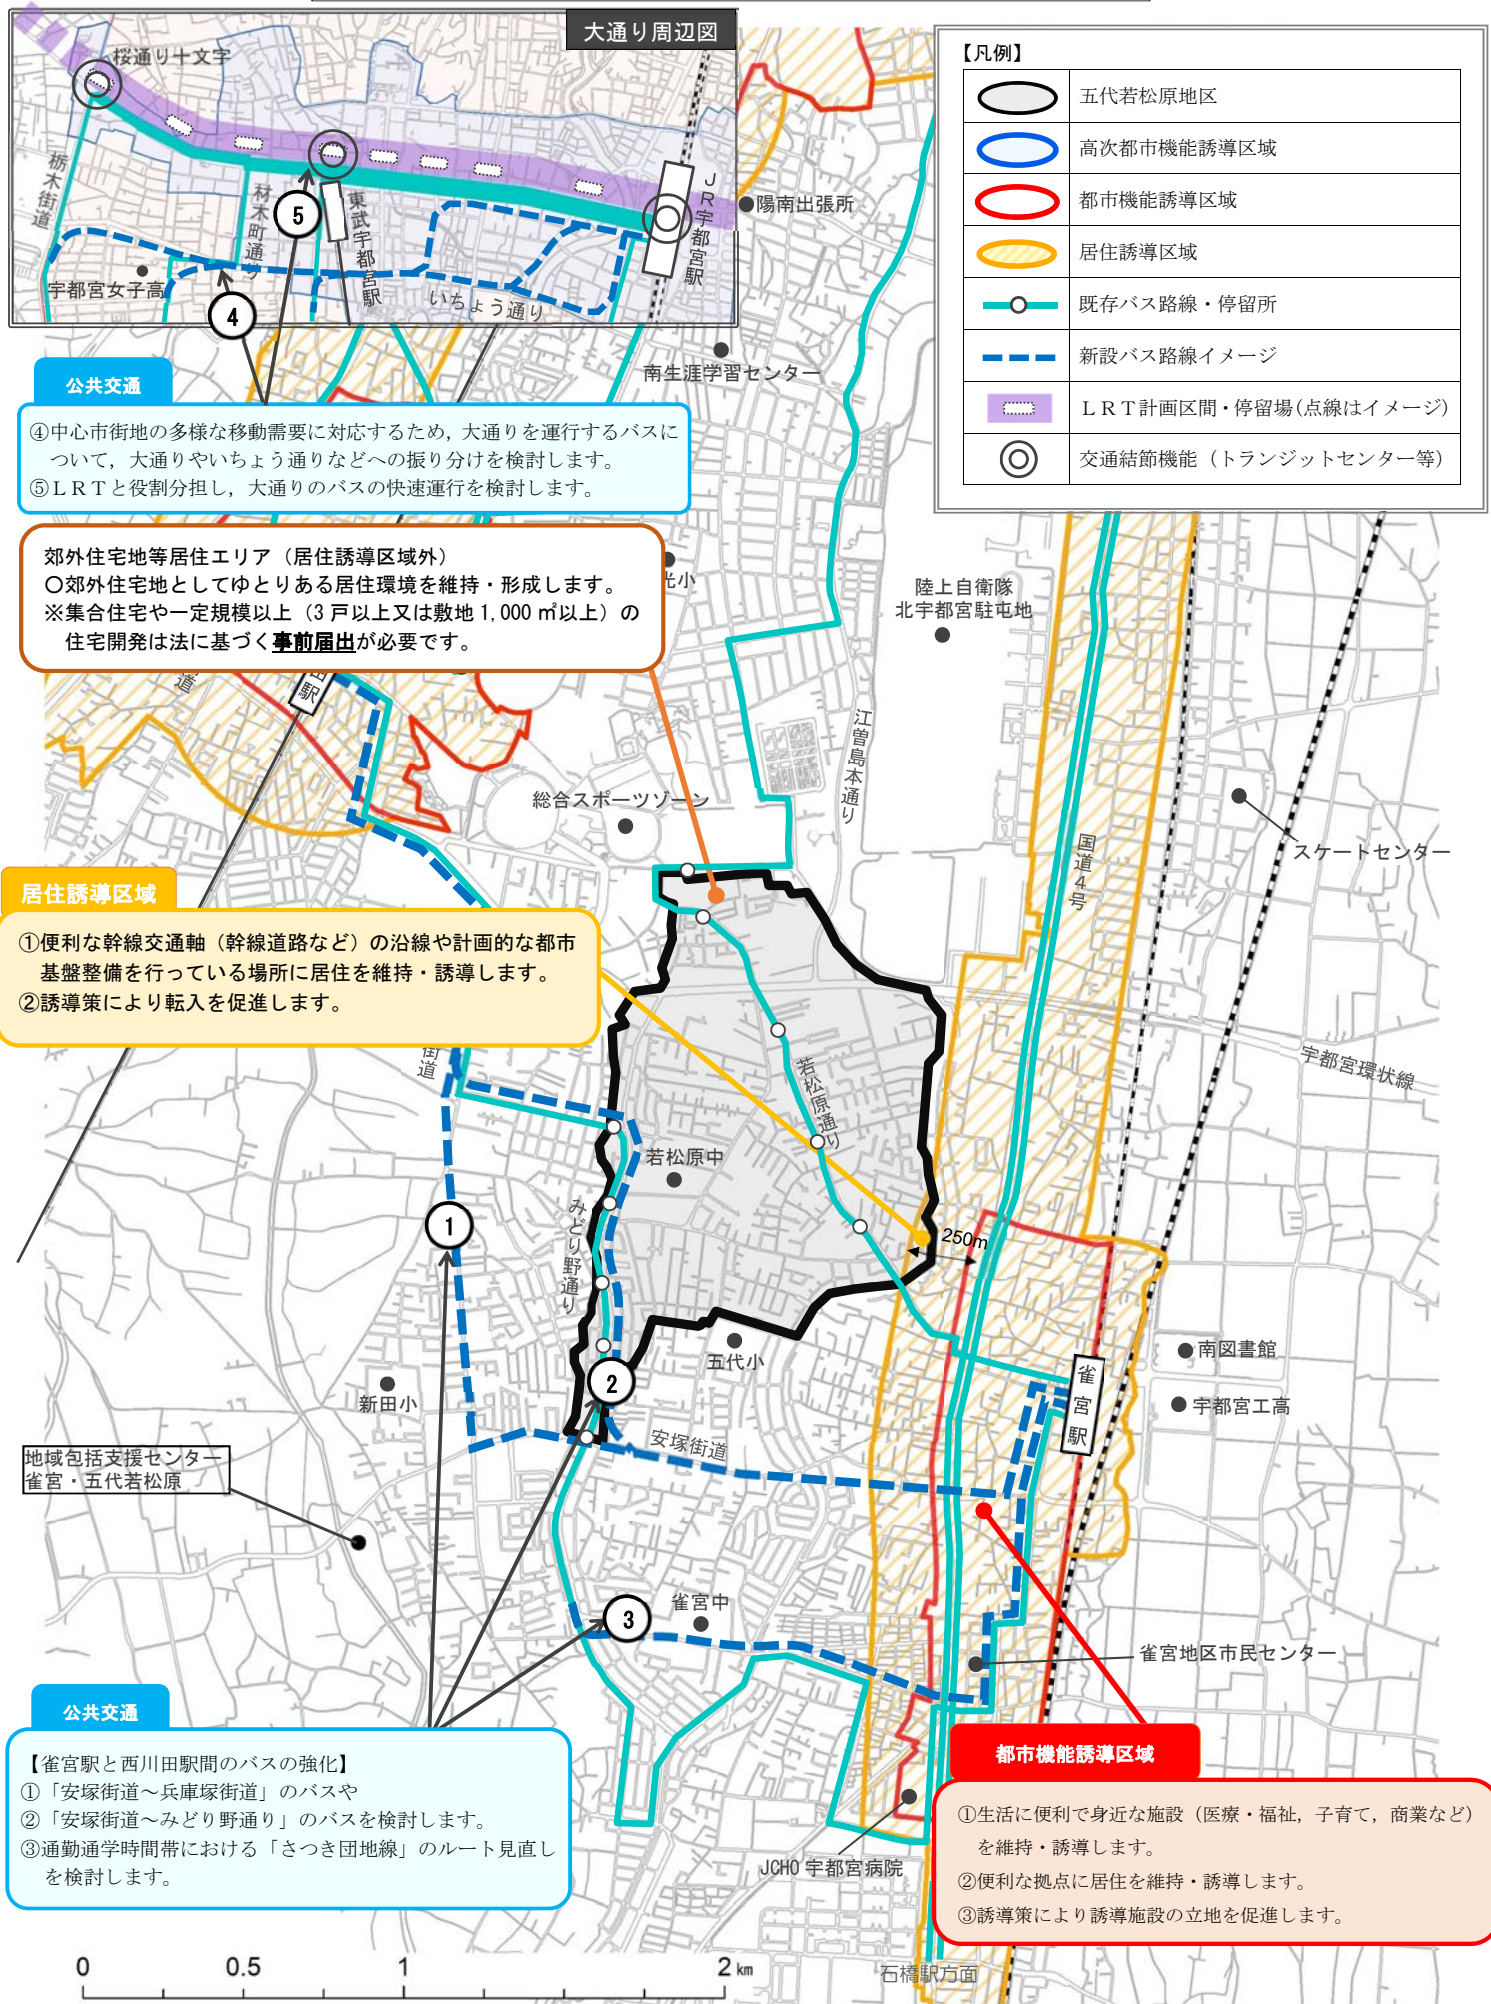 大通り周辺図
桜通り十文字
栃木街道
材木町通り
東武宇都宮駅
JR宇都宮駅
宇都宮女子高
いちょう通り
⑤
④
【凡例】
五代若松原地区
高次都市機能誘導区域
都市機能誘導区域
居住誘導区域
既存バス路線・停留所
新設バス路線イメージ
ＬＲＴ計画区間・停留場(点線はイメージ)
交通結節機能（トランジットセンター等）
陽南出張所
南生涯学習センター
公共交通
④中心市街地の多様な移動需要に対応するため，大通りを運行するバスに
ついて，大通りやいちょう通りなどへの振り分けを検討します。
⑤ＬＲＴと役割分担し，大通りのバスの快速運行を検討します。
郊外住宅地等居住エリア（居住誘導区域外）
〇郊外住宅地としてゆとりある居住環境を維持・形成します。
※集合住宅や一定規模以上（3 戸以上又は敷地 1,000 ㎡以上）の
住宅開発は法に基づく事前届出が必要です。
光小
陸上自衛隊
北宇都宮駐屯地
道
田駅
江曽島本通り
総合スポーツゾーン
国道4号
スケートセンター
居住誘導区域
①便利な幹線交通軸（幹線道路など）の沿線や計画的な都市
基盤整備を行っている場所に居住を維持・誘導します。
②誘導策により転入を促進します。
街道
若松原通り
宇都宮環状線
若松原中
みどり野通り
①
250m
五代小
②
新田小
南図書館
宇都宮工高
雀宮駅
安塚街道
地域包括支援センター
雀宮・五代若松原
③
雀宮中
雀宮地区市民センター
公共交通
【雀宮駅と西川田駅間のバスの強化】
①「安塚街道～兵庫塚街道」のバスや
②「安塚街道～みどり野通り」のバスを検討します。
③通勤通学時間帯における「さつき団地線」のルート見直し
を検討します。
都市機能誘導区域
①生活に便利で身近な施設（医療・福祉，子育て，商業など）
を維持・誘導します。
②便利な拠点に居住を維持・誘導します。
③誘導策により誘導施設の立地を促進します。
JCHO 宇都宮病院
石橋駅方面
0 0.5 1 2 km